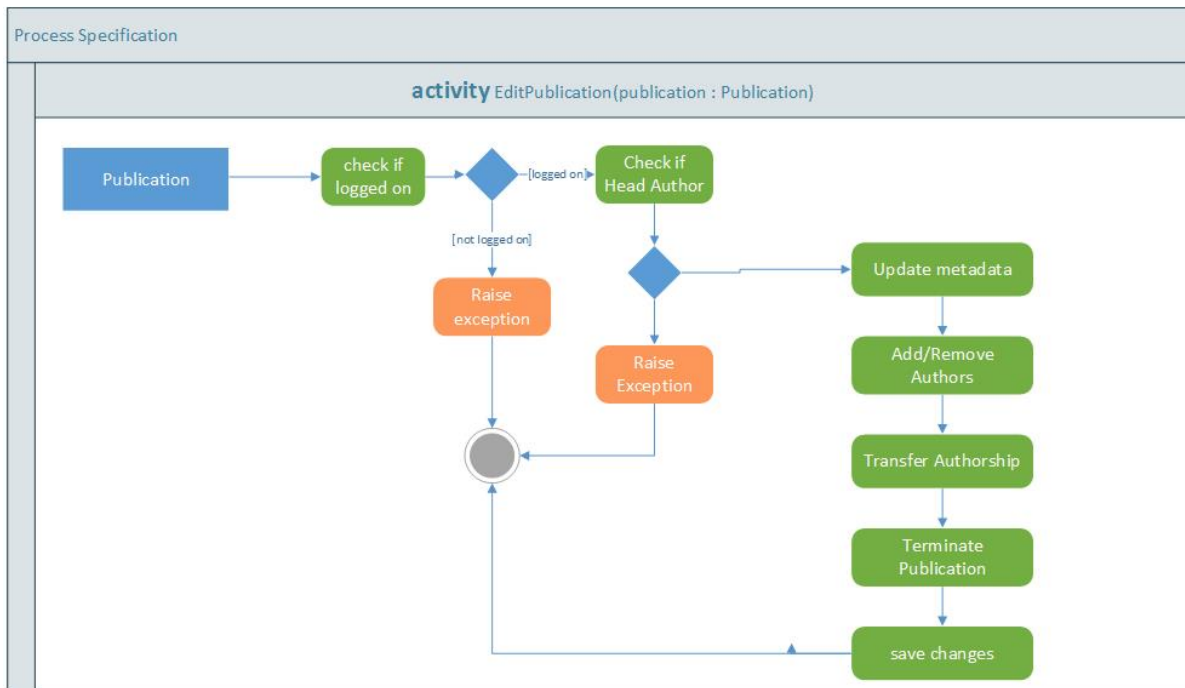 Process Specification
activity EditPublication(publication : Publication)
Publication
check if
logged on
[logged on]
Check if
Head Author
[not logged on]
Update metadata
Raise
exception
Raise
Exception
Add/Remove
Authors
Transfer Authorship
Terminate
Publication
save changes